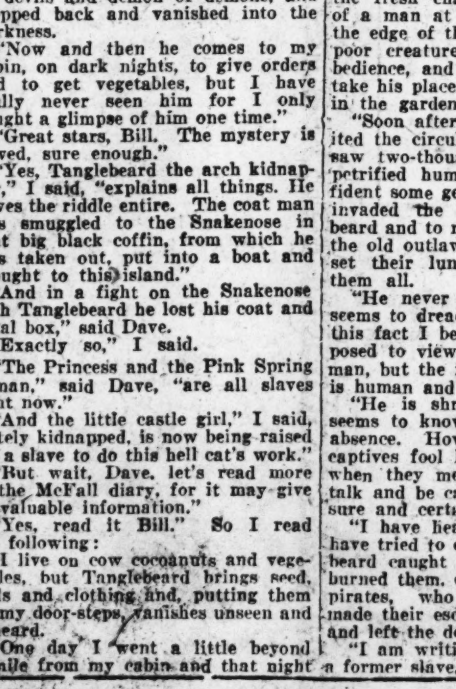 pped back and vanished into the
rkness.
"Now and then he comes to my
bin, on dark nights, to give orders
d to get vegetables, but I have
lly never seen him for I only
ught a glimpse of him one time."
"Great stars, Bill. The mystery is
ved, sure enough."
"Yes, Tanglebeard the arch kidnap-
," I said, "explains all things. He
ves the riddle entire. The coat man
s smuggled to the Snakenose in
t big black coffin, from which he
s taken out, put into a boat and
ught to this island."
"And in a fight on the Snakenose
h Tanglebeard he lost his coat and
al box," said Dave.
"Exactly so," I said.
"The Princess and the Pink Spring
man," said Dave, "are all slaves
ht now."
"And the little castle girl," I said,
tely kidnapped, is now being raised
a slave to do this hell cat's work."
"But wait, Dave, let's read more
the McFall diary, for it may give
valuable information."
"Yes, read it Bill." So I read
following:
"I live on cow cocoanuts and vege-
les, but Tanglebeard brings seed,
ls and clothing and, putting them
my door-steps, vanishes unseen and
heard.
"One day I went a little beyond
mile from my cabin and that night
of a man at
the edge of th
poor creature
bedience, and
take his place
in the garden
"Soon after
ited the circu
saw two-thou
petrified hum
fident some ge
invaded the
beard and to r
the old outlaw
set their lun
them all.
"He never
seems to drea
this fact I be
posed to view
man, but the
is human and
"He is shr
seems to know
absence. How
captives fool
when they me
talk and be c
sure and certa
"I have hea
have tried to e
beard caught
burned them.
pirates, who
made their esc
and left the de
"I am writi
a former slave,